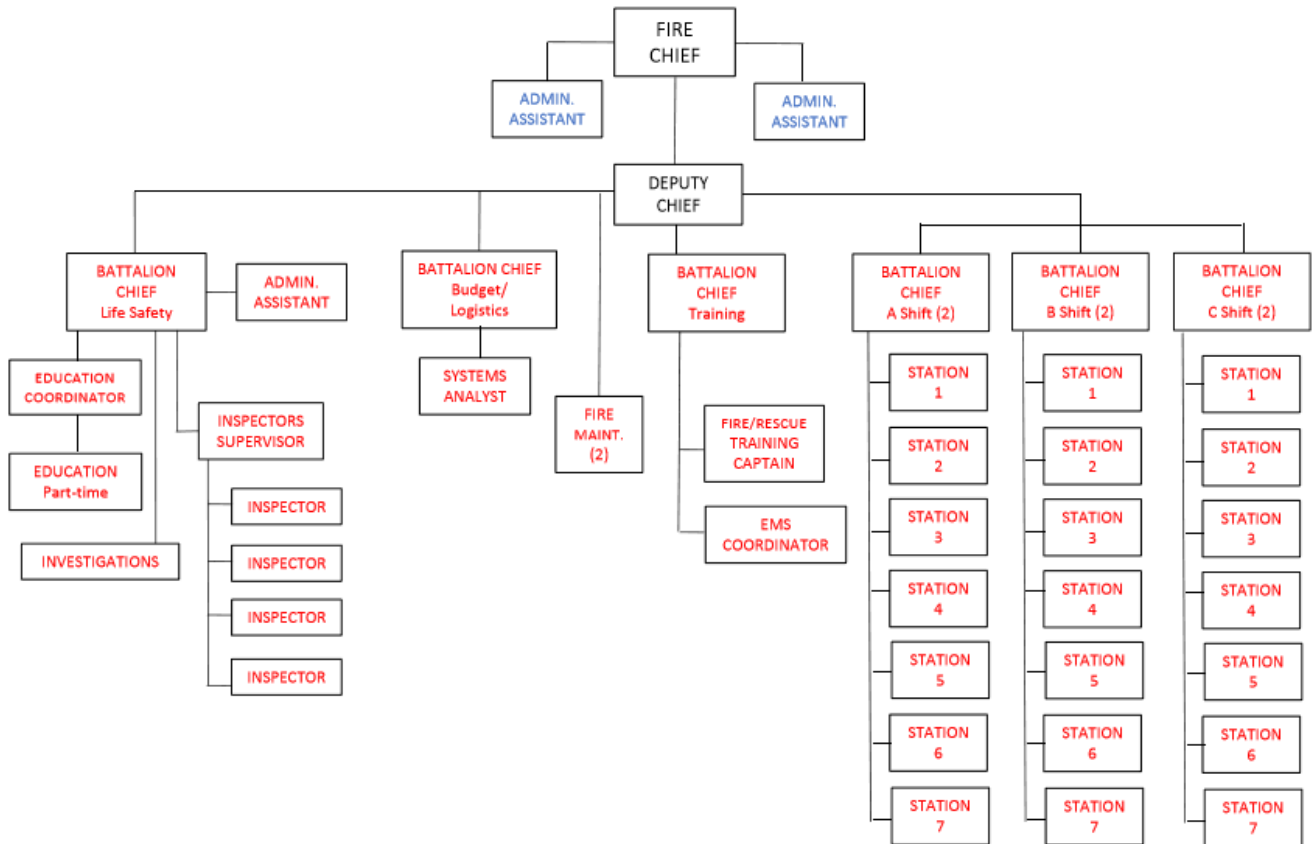 FIRE
CHIEF
ADMIN.
ASSISTANT
ADMIN.
ASSISTANT
DEPUTY
CHIEF
BATTALION
CHIEF
Life Safety
ADMIN.
ASSISTANT
BATTALION CHIEF
Budget/
Logistics
BATTALION
CHIEF
Training
BATTALION
CHIEF
A Shift (2)
BATTALION
CHIEF
B Shift (2)
BATTALION
CHIEF
C Shift (2)
EDUCATION
COORDINATOR
EDUCATION
Part-time
INVESTIGATIONS
INSPECTORS
SUPERVISOR
INSPECTOR
INSPECTOR
INSPECTOR
INSPECTOR
SYSTEMS
ANALYST
FIRE
MAINT.
(2)
FIRE/RESCUE
TRAINING
CAPTAIN
EMS
COORDINATOR
STATION
1
STATION
2
STATION
3
STATION
4
STATION
5
STATION
6
STATION
7
STATION
1
STATION
2
STATION
3
STATION
4
STATION
5
STATION
6
STATION
7
STATION
1
STATION
2
STATION
3
STATION
4
STATION
5
STATION
6
STATION
7